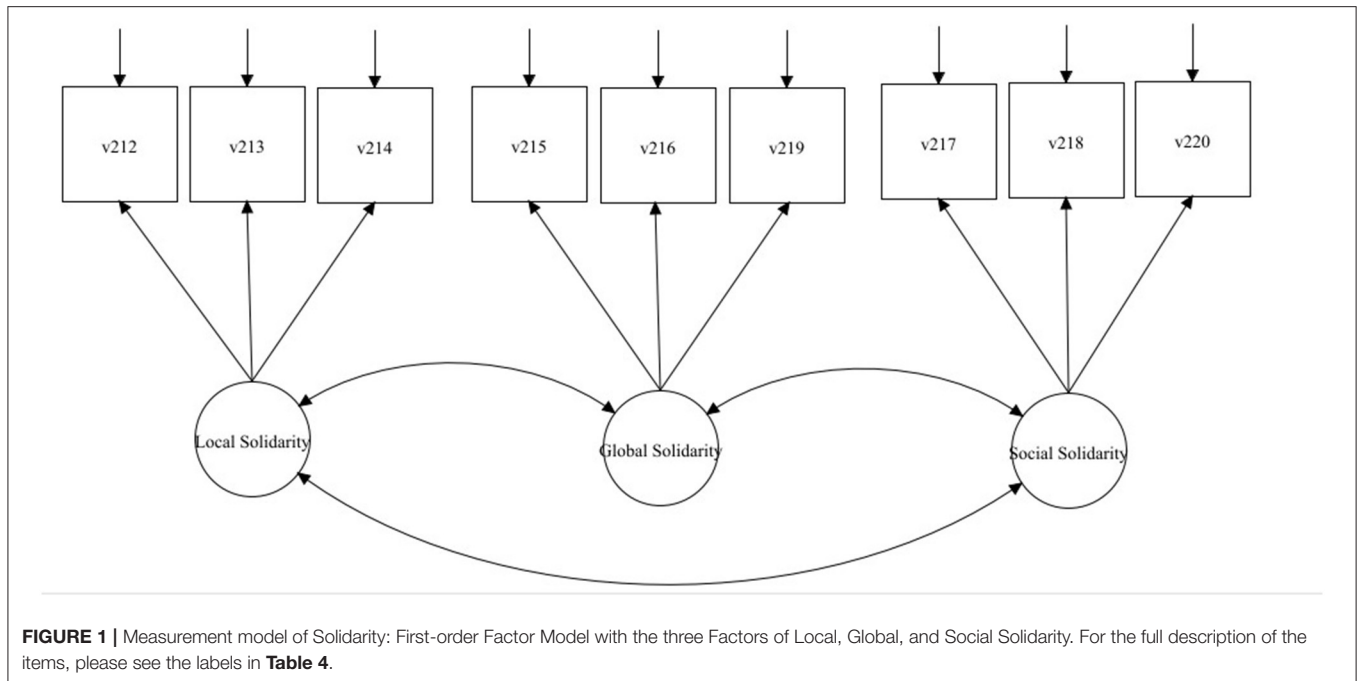 v212 v213 v214 v215 v216 v219 v217 v218 v220
Local Solidarity Global Solidarity Social Solidarity
FIGURE 1 | Measurement model of Solidarity: First-order Factor Model with the three Factors of Local, Global, and Social Solidarity. For the full description of the
items, please see the labels in Table 4.